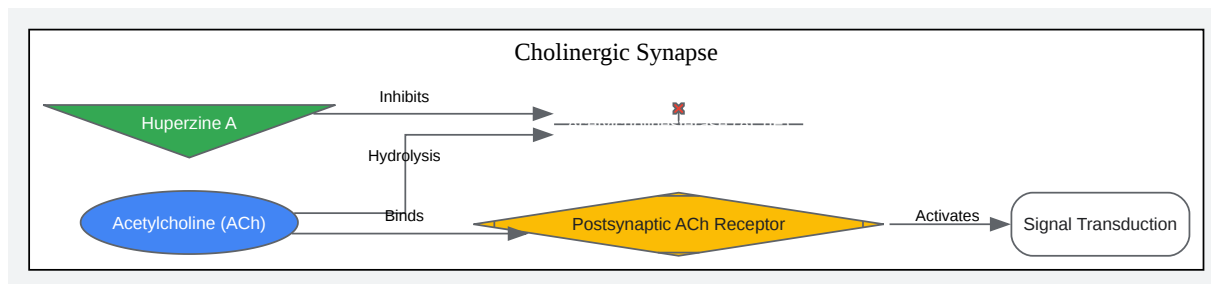 Cholinergic Synapse
Inhibits
Huperzine A
Hydrolysis
Acetylcholine (ACh)
Binds
Postsynaptic ACh Receptor
Activates
Signal Transduction